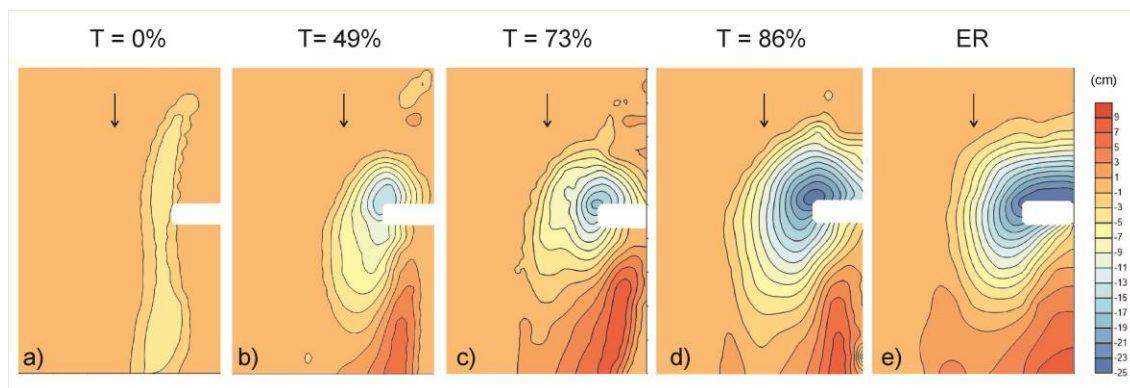 T = 0%
T= 49%
T = 73%
T = 86%
ER
(cm)
9
7
5
3
1
-1
-3
-5
-7
-9
-11
-13
-15
-17
-19
-21
-23
-25
a)
b)
c)
d)
e)